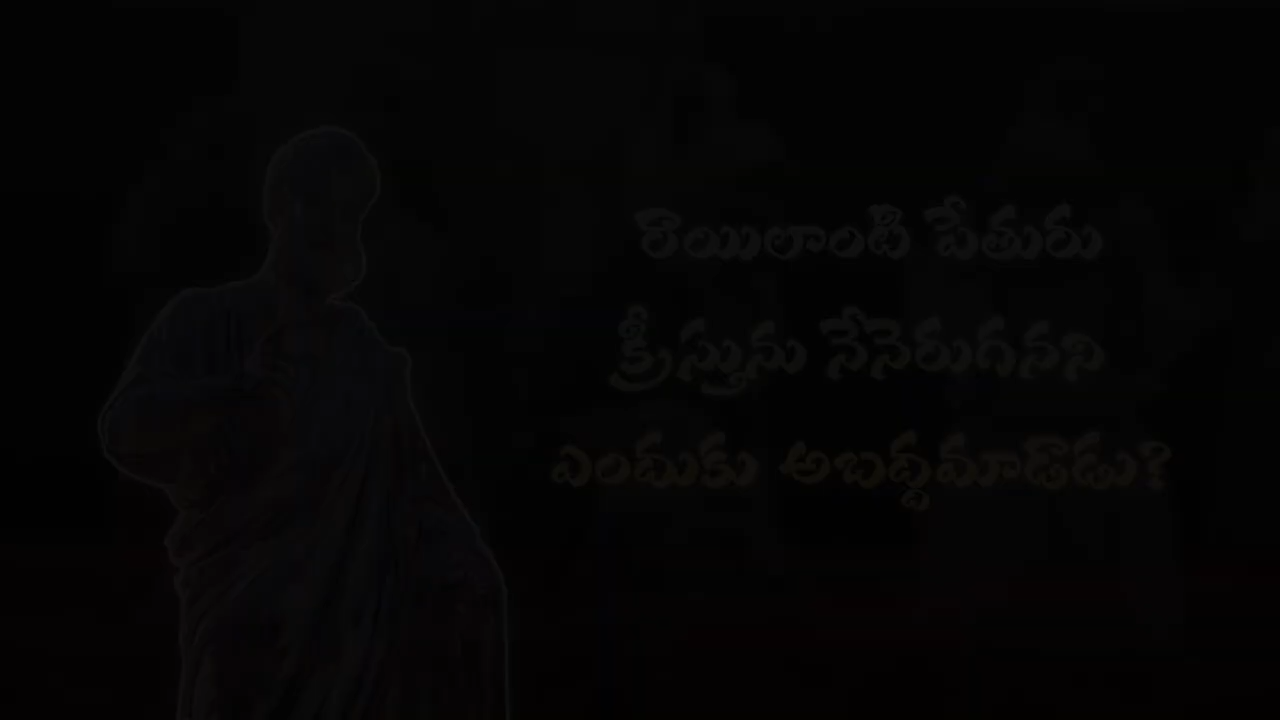 రాయిలాంటి పేతురు
క్రీస్తును నేనెరుగనని
ఎందుకు అబద్ధమాడాడు?